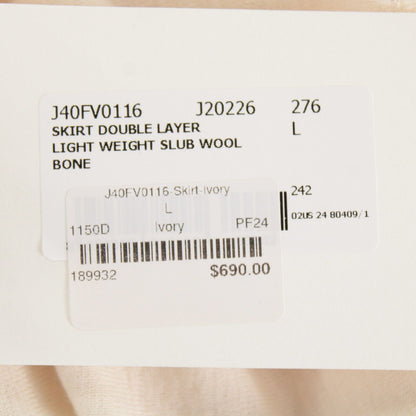 J40FV0116 J20226 276
SKIRT DOUBLE LAYER L
LIGHT WEIGHT SLUB WOOL
BONE
J40FV0116-Skirt-Ivory 242
L
02US 24 80409/1
1150D Ivory PF24
189932 $690.00